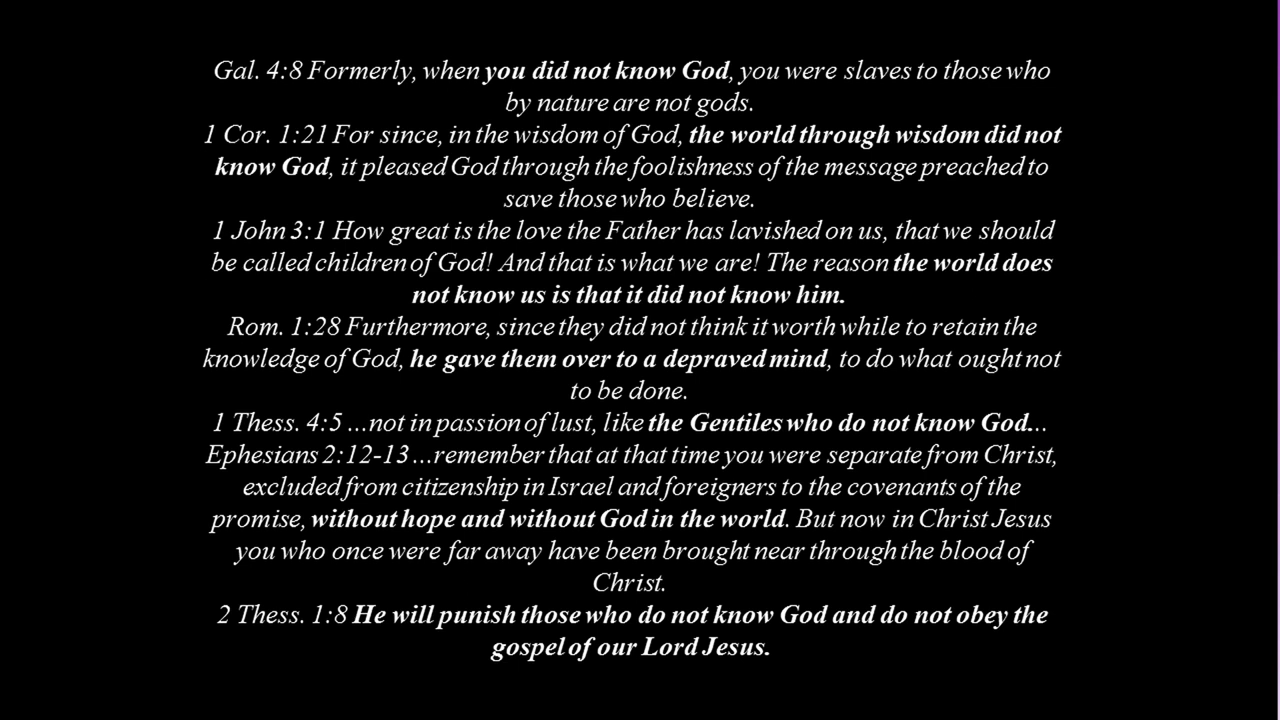 Gal. 4:8 Formerly, when you did not know God, you were slaves to those who
by nature are not gods.
1 Cor. 1:21 For since, in the wisdom of God, the world through wisdom did not
know God, it pleased God through the foolishness of the message preached to
save those who believe.
1 John 3:1 How great is the love the Father has lavished on us, that we should
be called children of God! And that is what we are! The reason the world does
not know us is that it did not know him.
Rom. 1:28 Furthermore, since they did not think it worth while to retain the
knowledge of God, he gave them over to a depraved mind, to do what ought not
to be done.
1 Thess. 4:5 ...not in passion of lust, like the Gentiles who do not know God...
Ephesians 2:12-13 ...remember that at that time you were separate from Christ,
excluded from citizenship in Israel and foreigners to the covenants of the
promise, without hope and without God in the world. But now in Christ Jesus
you who once were far away have been brought near through the blood of
Christ.
2 Thess. 1:8 He will punish those who do not know God and do not obey the
gospel of our Lord Jesus.